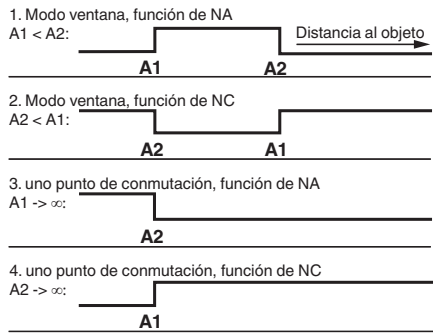 1. Modo ventana, función de NA
A1 < A2:
Distancia al objeto
A1
A2
2. Modo ventana, función de NC
A2 < A1:
A2
A1
3. uno punto de conmutación, función de NA
A1 -> ∞:
A2
4. uno punto de conmutación, función de NC
A2 -> ∞:
A1